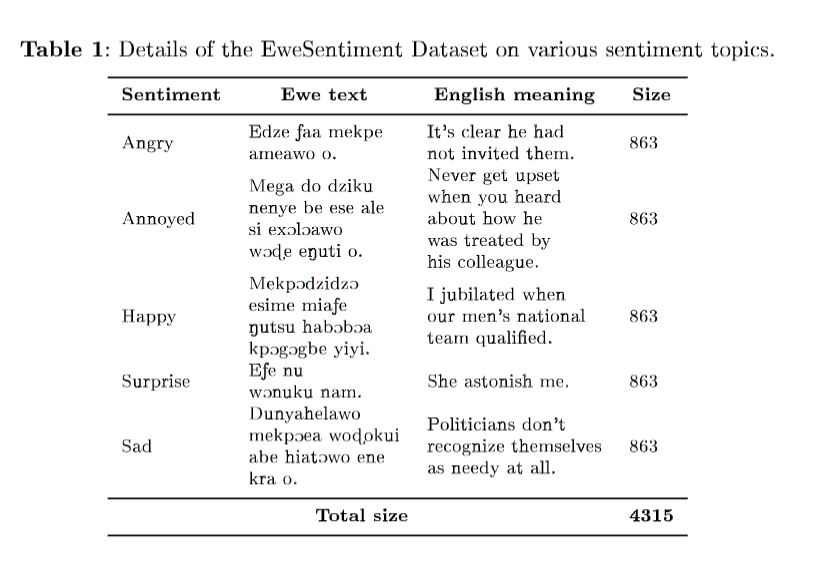 Table 1: Details of the EweSentiment Dataset on various sentiment topics.
Sentiment Ewe text English meaning Size
Angry
Edze ƒaa mekpe
ameawo o.
It's clear he had
not invited them.
863
Annoyed
Mega do dziku
nenye be ese ale
si exɔlɔawo
wɔɖe eŋuti o.
Never get upset
when you heard
about how he
was treated by
his colleague.
863
Happy
Mekpɔdzidzɔ
esime miaƒe
ŋutsu habɔbɔa
kpɔgɔgbe yiyi.
I jubilated when
our men's national
team qualified.
863
Surprise
Eƒe nu
wɔnuku nam.
She astonish me.
863
Sad
Dunyahelawo
mekpɔea woɖokui
abe hiatɔwo ene
kra o.
Politicians don't
recognize themselves
as needy at all.
863
Total size 4315